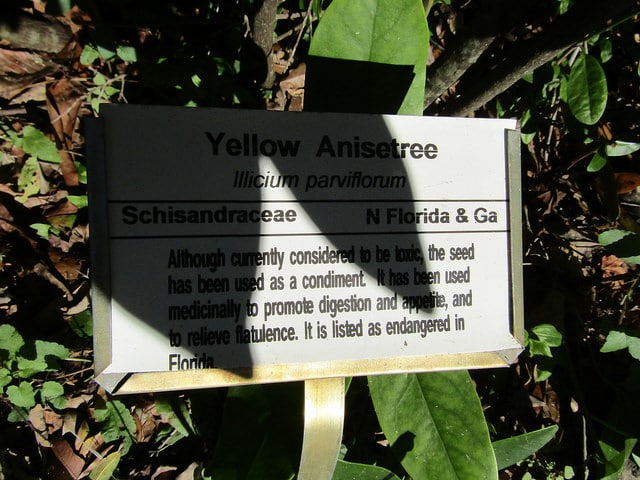 Yellow Anisetree
Illicium parviflorum
Schisandraceae N Florida & Ga
Although currently considered to be toxic, the seed
has been used as a condiment. It has been used
medicinally to promote digestion and appetite, and
to relieve flatulence. It is listed as endangered in
Florida